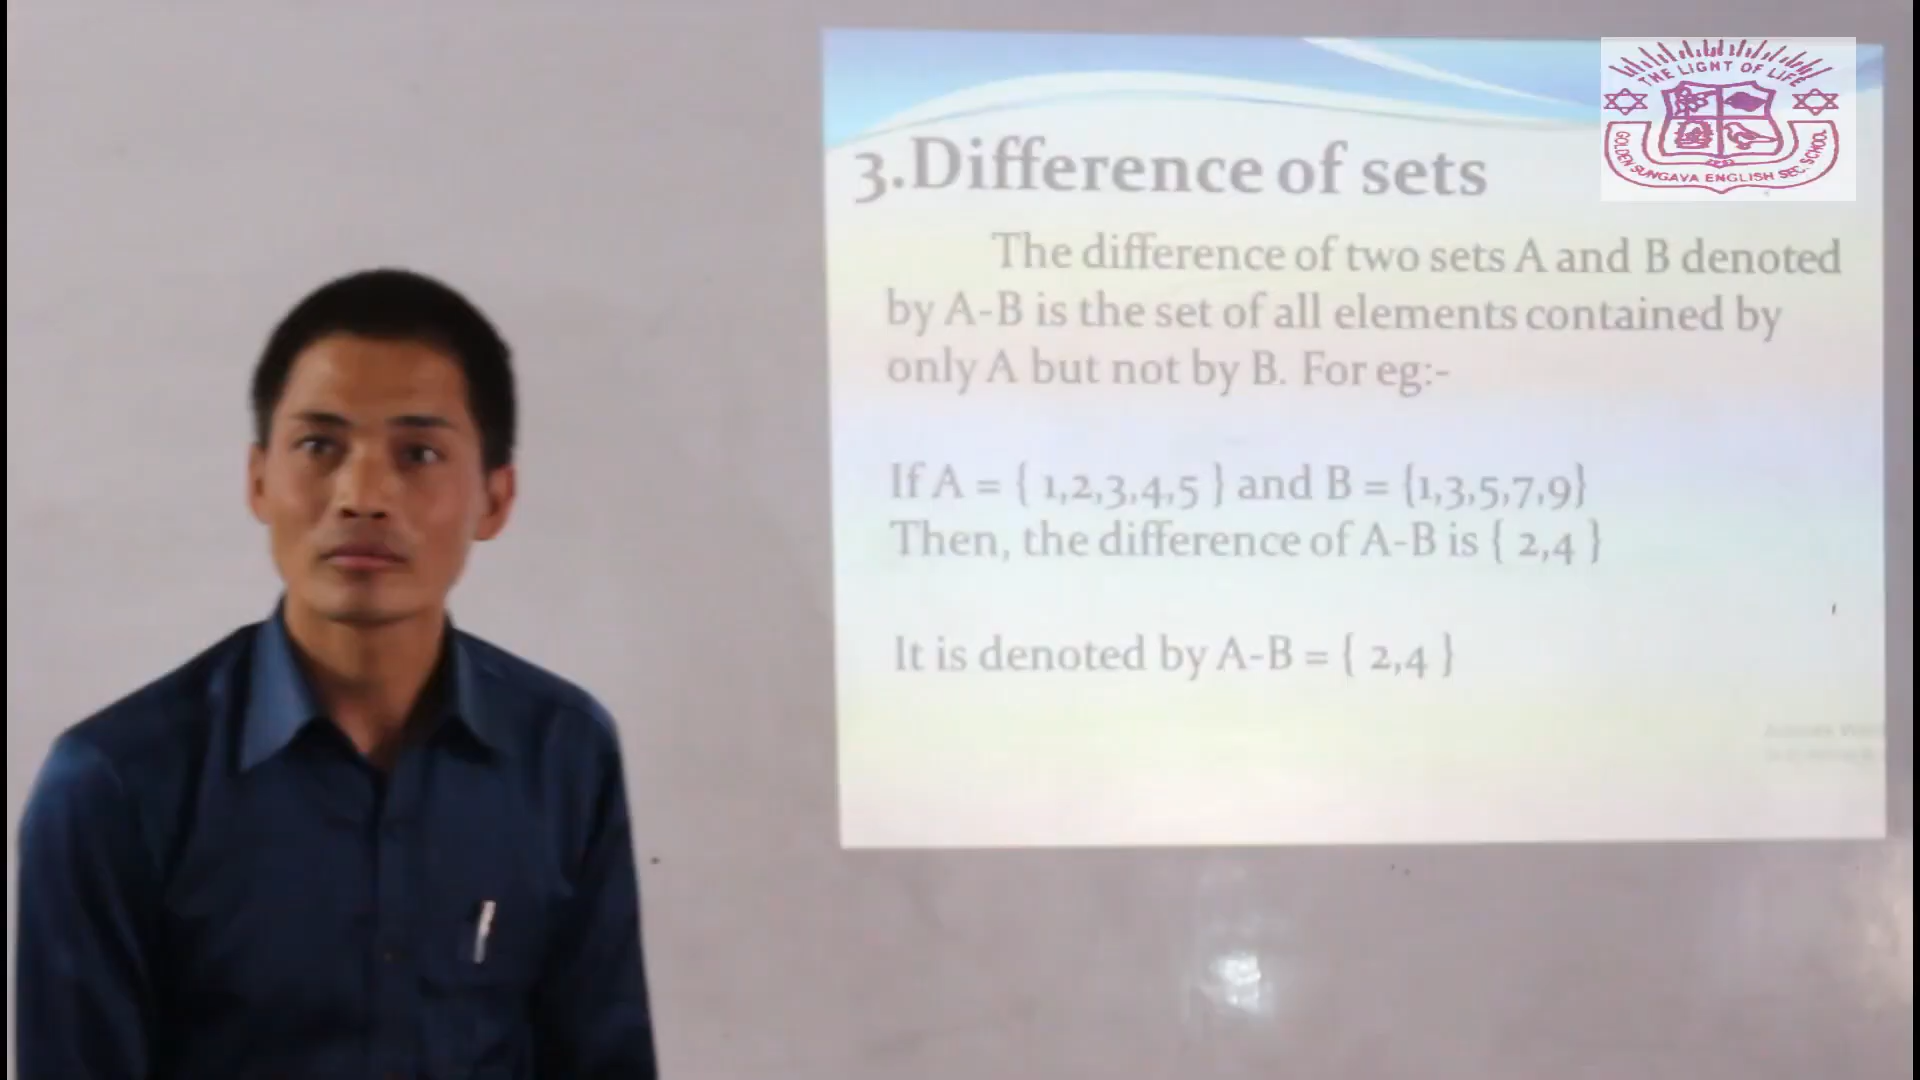 THE LIGHT OF LIFE
GOLDEN SUNGAVA ENGLISH SEC. SCHOOL
3.Difference of sets
The difference of two sets A and B denoted
by A-B is the set of all elements contained by
only A but not by B. For eg:-
If A = { 1,2,3,4,5 } and B = {1,3,5,7,9}
Then, the difference of A-B is { 2,4 }
It is denoted by A-B = { 2,4 }